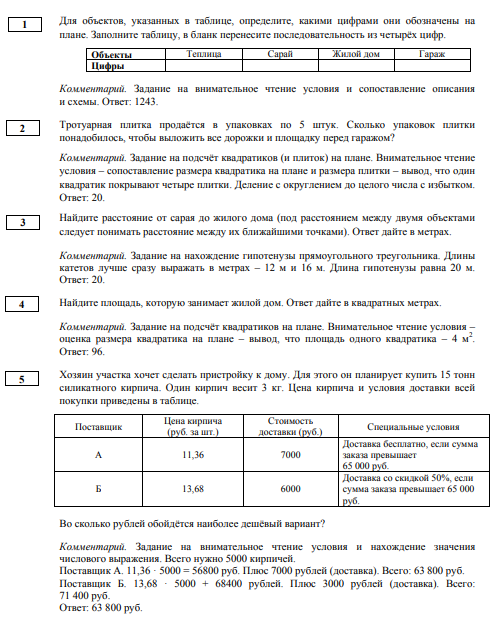 1
Для объектов, указанных в таблице, определите, какими цифрами они обозначены на
плане. Заполните таблицу, в бланк перенесите последовательность из четырёх цифр.
Объекты Теплица Сарай Жилой дом Гараж
Цифры
Комментарий. Задание на внимательное чтение условия и сопоставление описания
и схемы. Ответ: 1243.
2
Тротуарная плитка продаётся в упаковках по 5 штук. Сколько упаковок плитки
понадобилось, чтобы выложить все дорожки и площадку перед гаражом?
Комментарий. Задание на подсчёт квадратиков (и плиток) на плане. Внимательное чтение
условия – сопоставление размера квадратика на плане и размера плитки – вывод, что один
квадратик покрывают четыре плитки. Деление с округлением до целого числа с избытком.
Ответ: 20.
3
Найдите расстояние от сарая до жилого дома (под расстоянием между двумя объектами
следует понимать расстояние между их ближайшими точками). Ответ дайте в метрах.
Комментарий. Задание на нахождение гипотенузы прямоугольного треугольника. Длины
катетов лучше сразу выражать в метрах – 12 м и 16 м. Длина гипотенузы равна 20 м.
Ответ: 20.
4
Найдите площадь, которую занимает жилой дом. Ответ дайте в квадратных метрах.
Комментарий. Задание на подсчёт квадратиков на плане. Внимательное чтение условия –
оценка размера квадратика на плане – вывод, что площадь одного квадратика – 4 м².
Ответ: 96.
5
Хозяин участка хочет сделать пристройку к дому. Для этого он планирует купить 15 тонн
силикатного кирпича. Один кирпич весит 3 кг. Цена кирпича и условия доставки всей
покупки приведены в таблице.
Поставщик Цена кирпича (руб. за шт.) Стоимость доставки (руб.) Специальные условия
А 11,36 7000 Доставка бесплатно, если сумма
заказа превышает
65 000 руб.
Б 13,68 6000 Доставка со скидкой 50%, если
сумма заказа превышает 65 000
руб.
Во сколько рублей обойдётся наиболее дешёвый вариант?
Комментарий. Задание на внимательное чтение условия и нахождение значения
числового выражения. Всего нужно 5000 кирпичей.
Поставщик А. 11,36 · 5000 = 56800 руб. Плюс 7000 рублей (доставка). Всего: 63 800 руб.
Поставщик Б. 13,68 · 5000 + 68400 рублей. Плюс 3000 рублей (доставка). Всего:
71 400 руб.
Ответ: 63 800 руб.